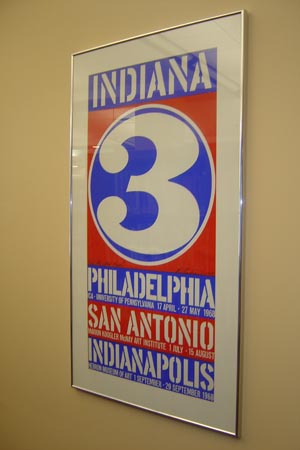 INDIANA
3
PHILADELPHIA
ICA - UNIVERSITY OF PENNSYLVANIA 17 APRIL - 27 MAY 1968
SAN ANTONIO
MARION KOOGLER McNAY ART INSTITUTE 1 JULY - 15 AUGUST
INDIANAPOLIS
HERRON MUSEUM OF ART 1 SEPTEMBER - 29 SEPTEMBER 1968